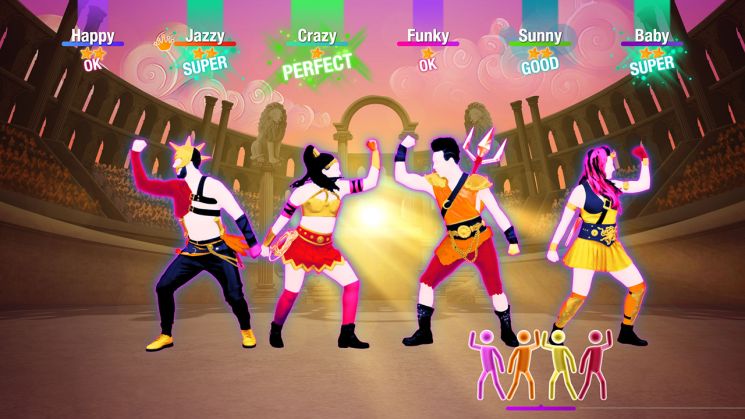 Happy
OK
Jazzy
SUPER
Crazy
PERFECT
Funky
OK
Sunny
GOOD
Baby
SUPER